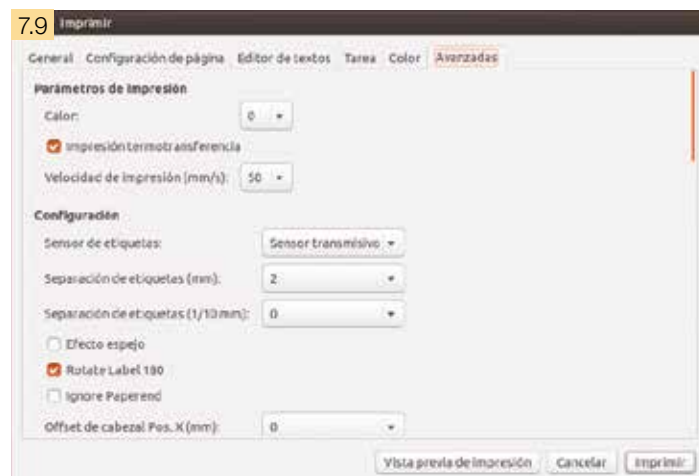 7.9 Imprimir
General Configuración de página Editor de textos Tarea Color Avanzadas
Parámetros de Impresión
Calor: 0
Impresión termotransferencia
Velocidad de impresión (mm/s): 50
Configuración
Sensor de etiquetas: Sensor transmisivo
Separación de etiquetas (mm): 2
Separación de etiquetas (1/10 mm): 0
Efecto espejo
Rotate Label 180
Ignore Paperend
Offset de cabezal Pos. X (mm): 0
Vista previa de impresión Cancelar Imprimir